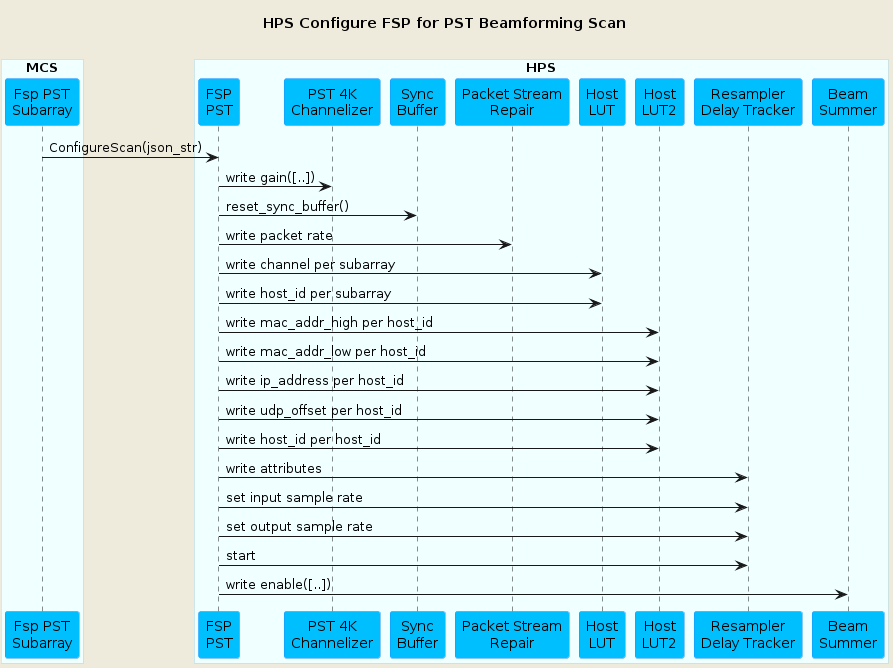 HPS Configure FSP for PST Beamforming Scan
MCS
HPS
Fsp PST
Subarray
FSP
PST
PST 4K
Channelizer
Sync
Buffer
Packet Stream
Repair
Host
LUT
Host
LUT2
Resampler
Delay Tracker
Beam
Summer
ConfigureScan(json_str)
write gain([..])
reset_sync_buffer()
write packet rate
write channel per subarray
write host_id per subarray
write mac_addr_high per host_id
write mac_addr_low per host_id
write ip_address per host_id
write udp_offset per host_id
write host_id per host_id
write attributes
set input sample rate
set output sample rate
start
write enable([..])
Fsp PST
Subarray
FSP
PST
PST 4K
Channelizer
Sync
Buffer
Packet Stream
Repair
Host
LUT
Host
LUT2
Resampler
Delay Tracker
Beam
Summer